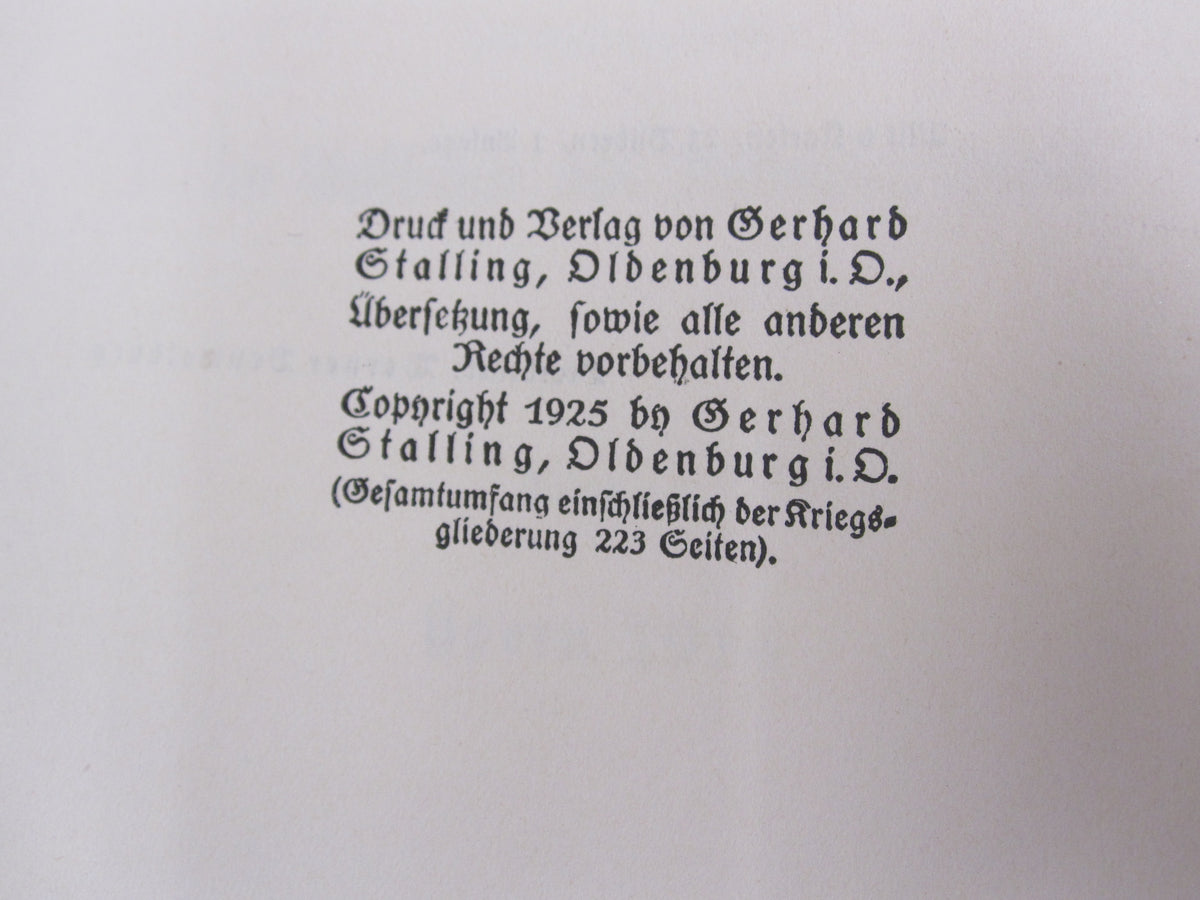 Druck und Verlag von Gerhard
Stalling, Oldenburg i. O.,
Übersetzung, sowie alle anderen
Rechte vorbehalten.
Copyright 1925 by Gerhard
Stalling, Oldenburg i. O.
(Gesamtumfang einschließlich der Kriegs-
gliederung 223 Seiten).